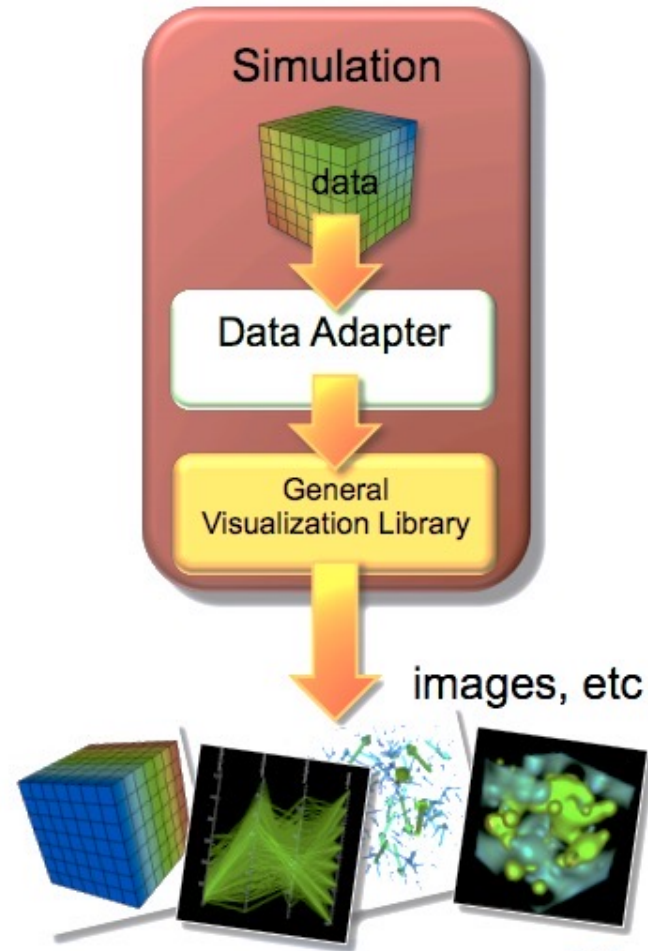 Simulation
data
Data Adapter
General
Visualization Library
images, etc